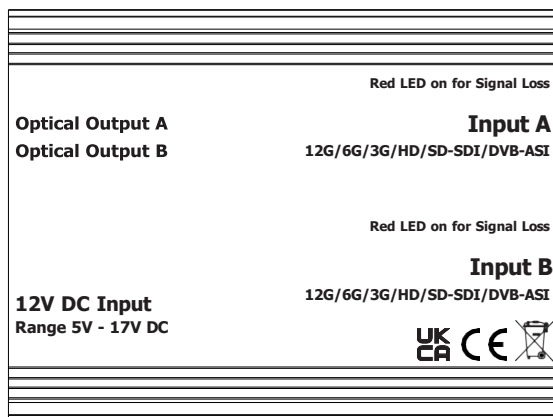 Red LED on for Signal Loss
Optical Output A
Input A
Optical Output B
12G/6G/3G/HD/SD-SDI/DVB-ASI
Red LED on for Signal Loss
Input B
12V DC Input
12G/6G/3G/HD/SD-SDI/DVB-ASI
Range 5V - 17V DC
UK
CA
CE